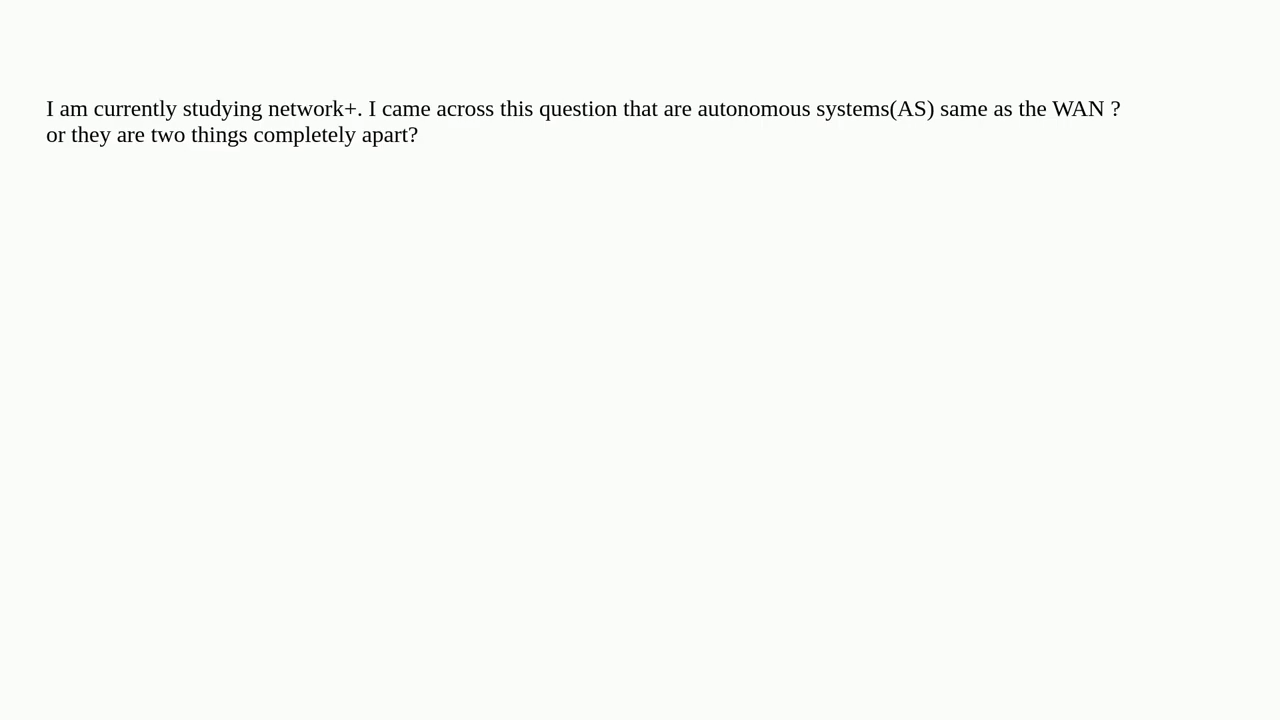 I am currently studying network+. I came across this question that are autonomous systems(AS) same as the WAN ?
or they are two things completely apart?